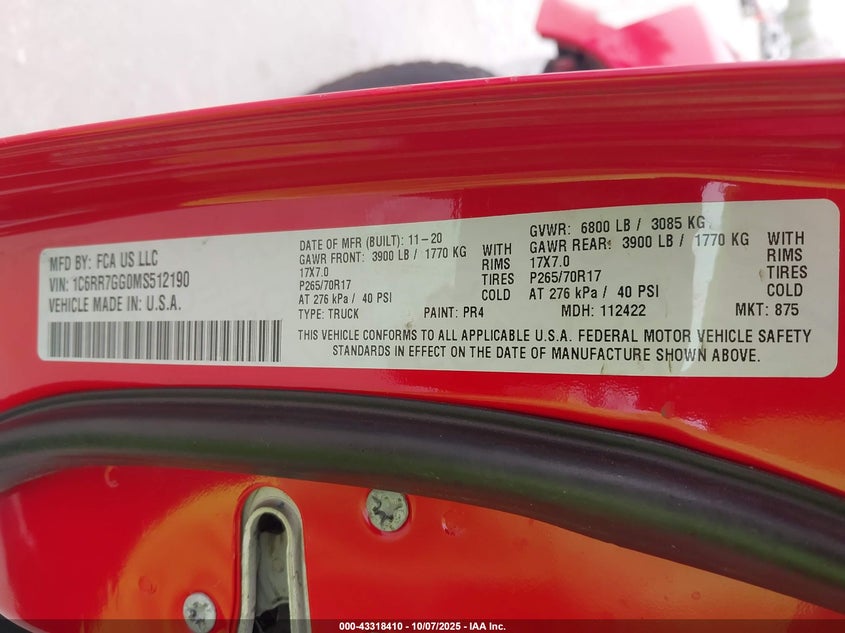 MFD BY: FCA US LLC
VIN: 1C6RR7GG0MS512190
VEHICLE MADE IN: U.S.A.
DATE OF MFR (BUILT): 11-20
GAWR FRONT: 3900 LB / 1770 KG WITH
17X7.0 RIMS
P265/70R17 TIRES
AT 276 kPa / 40 PSI COLD
TYPE: TRUCK PAINT: PR4
GVWR: 6800 LB / 3085 KG
GAWR REAR: 3900 LB / 1770 KG WITH
17X7.0 RIMS
P265/70R17 TIRES
AT 276 kPa / 40 PSI COLD
MDH: 112422 MKT: 875
THIS VEHICLE CONFORMS TO ALL APPLICABLE U.S.A. FEDERAL MOTOR VEHICLE SAFETY
STANDARDS IN EFFECT ON THE DATE OF MANUFACTURE SHOWN ABOVE.
000-43318410 - 10/07/2025 - IAA Inc.